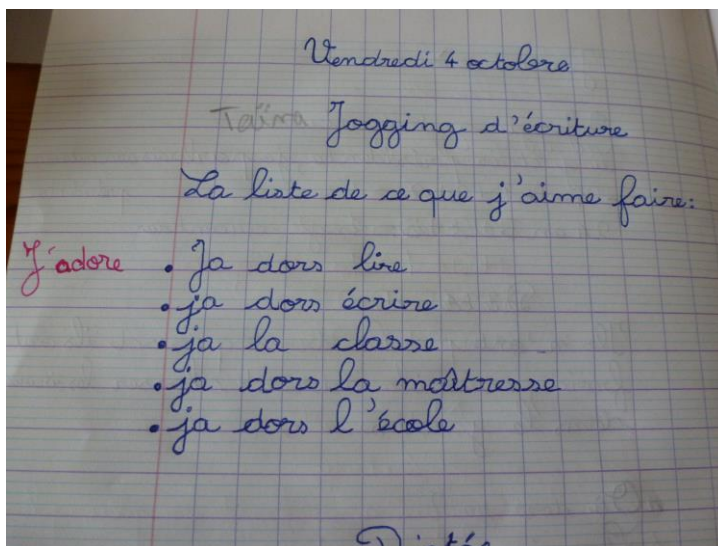 Vendredi 4 octobre
Taïma Jogging d'écriture
La liste de ce que j'aime faire:
J'adore . Ja dors lire
. ja dors écrire
. ja la classe
. ja dors la maîtresse
. ja dors l'école